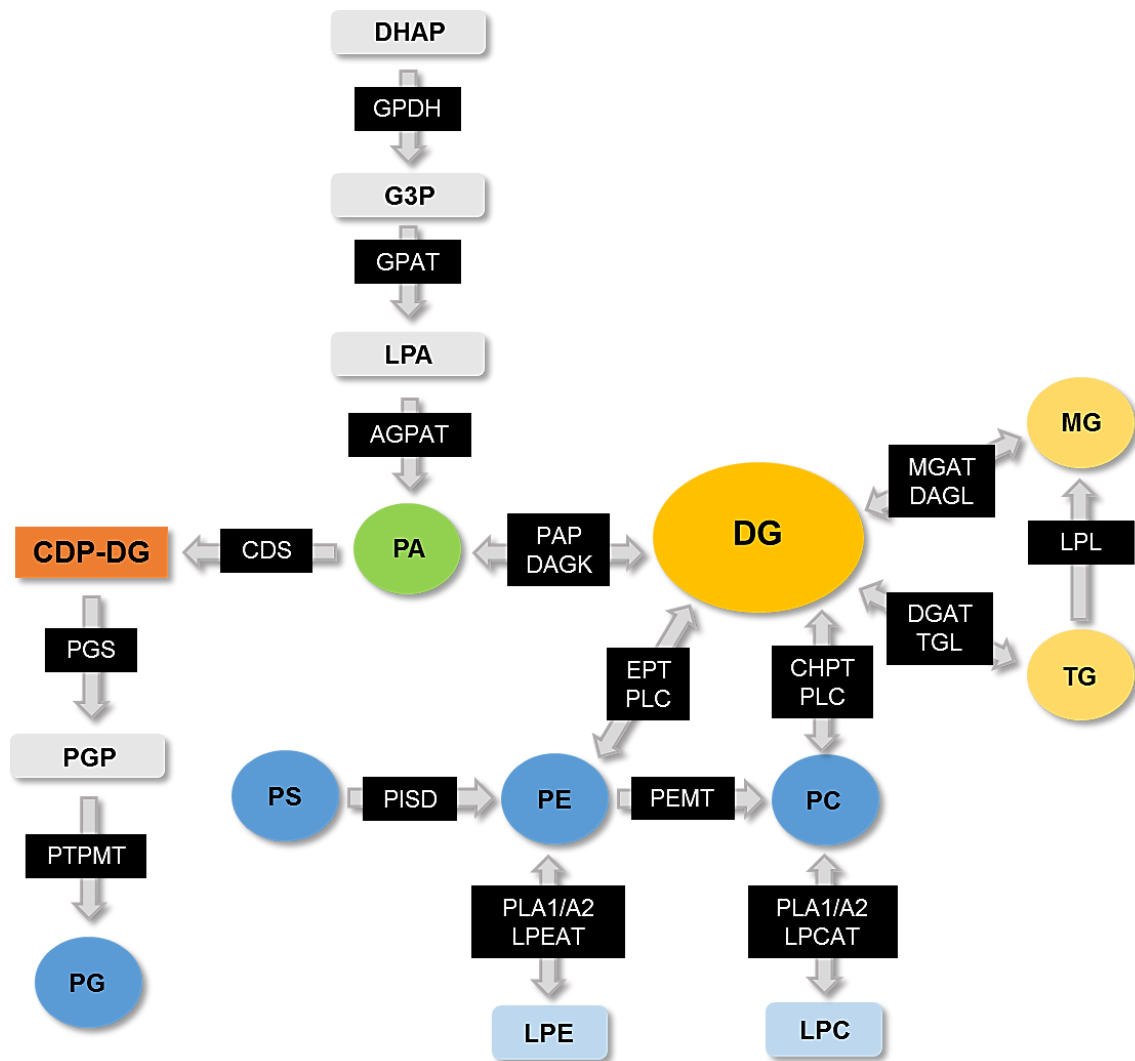 DHAP
GPDH
G3P
GPAT
LPA
AGPAT
MG
MGAT
DAGL
DG
CDP-DG
CDS
PA
PAP
DAGK
LPL
PGS
EPT
PLC
CHPT
PLC
DGAT
TGL
TG
PGP
PS
PISD
PE
PEMT
PC
PTPMT
PLA1/A2
LPEAT
PLA1/A2
LPCAT
PG
LPE
LPC